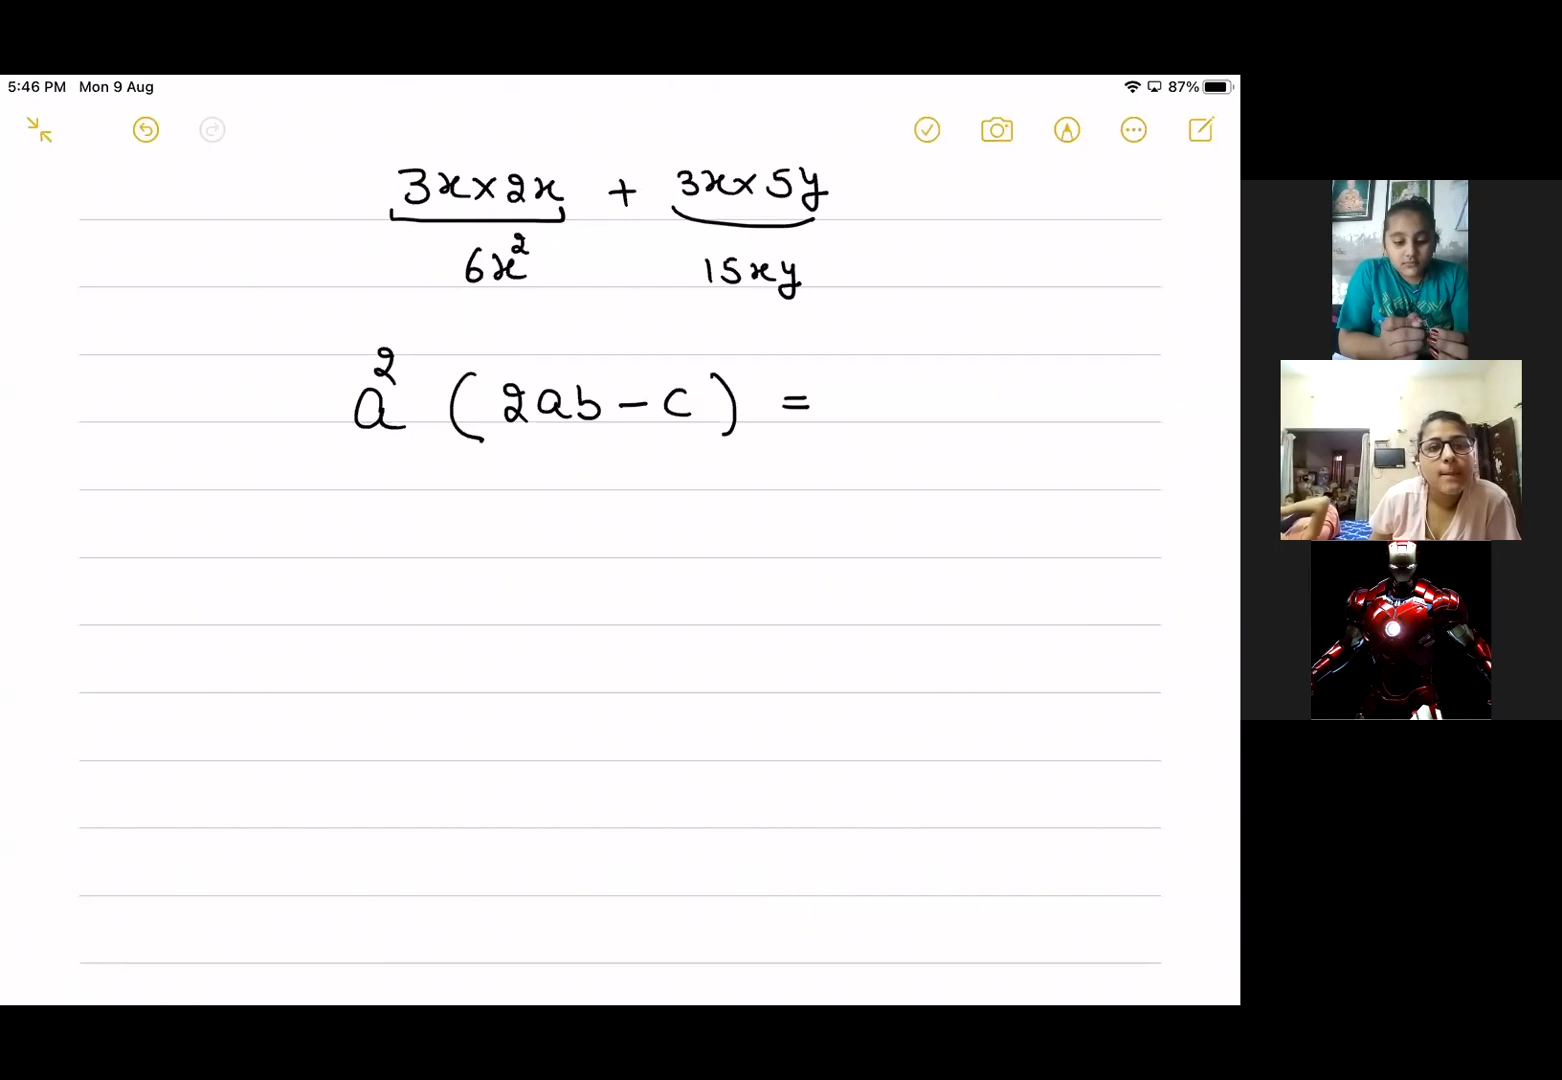 5:46 PM Mon 9 Aug 87%
3x×2x + 3x×5y
6x² 15xy
a² (2ab-c) =